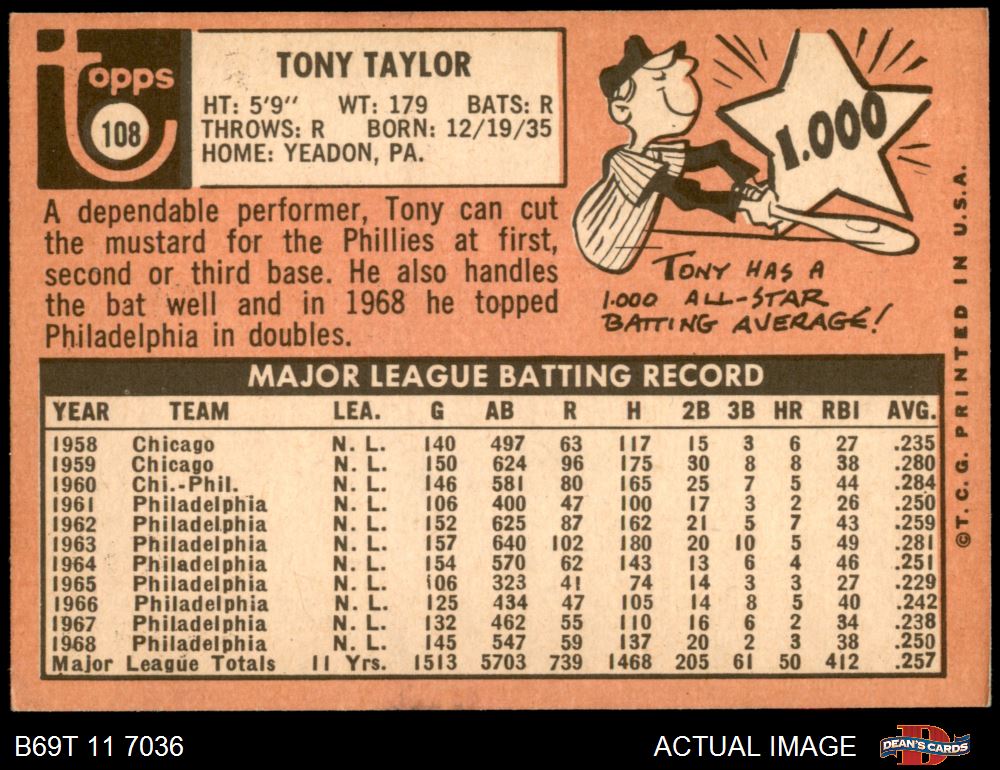 topps
108
TONY TAYLOR
HT: 5'9" WT: 179 BATS: R
THROWS: R BORN: 12/19/35
HOME: YEADON, PA.
A dependable performer, Tony can cut
the mustard for the Phillies at first,
second or third base. He also handles
the bat well and in 1968 he topped
Philadelphia in doubles.
1.000
TONY HAS A
1.000 ALL-STAR
BATTING AVERAGE!
©T. C. G. PRINTED IN U.S.A.
MAJOR LEAGUE BATTING RECORD
YEAR TEAM LEA. G AB R H 2B 3B HR RBI AVG.
1958 Chicago N. L. 140 497 63 117 15 3 6 27 .235
1959 Chicago N. L. 150 624 96 175 30 8 8 38 .280
1960 Chi.-Phil. N. L. 146 581 80 165 25 7 5 44 .284
1961 Philadelphia N. L. 106 400 47 100 17 3 2 26 .250
1962 Philadelphia N. L. 152 625 87 162 21 5 7 43 .259
1963 Philadelphia N. L. 157 640 102 180 20 10 5 49 .281
1964 Philadelphia N. L. 154 570 62 143 13 6 4 46 .251
1965 Philadelphia N. L. 106 323 41 74 14 3 3 27 .229
1966 Philadelphia N. L. 125 434 47 105 14 8 5 40 .242
1967 Philadelphia N. L. 132 462 55 110 16 6 2 34 .238
1968 Philadelphia N. L. 145 547 59 137 20 2 3 38 .250
Major League Totals 11 Yrs. 1513 5703 739 1468 205 61 50 412 .257
B69T 11 7036
ACTUAL IMAGE
D
DEAN'S CARDS